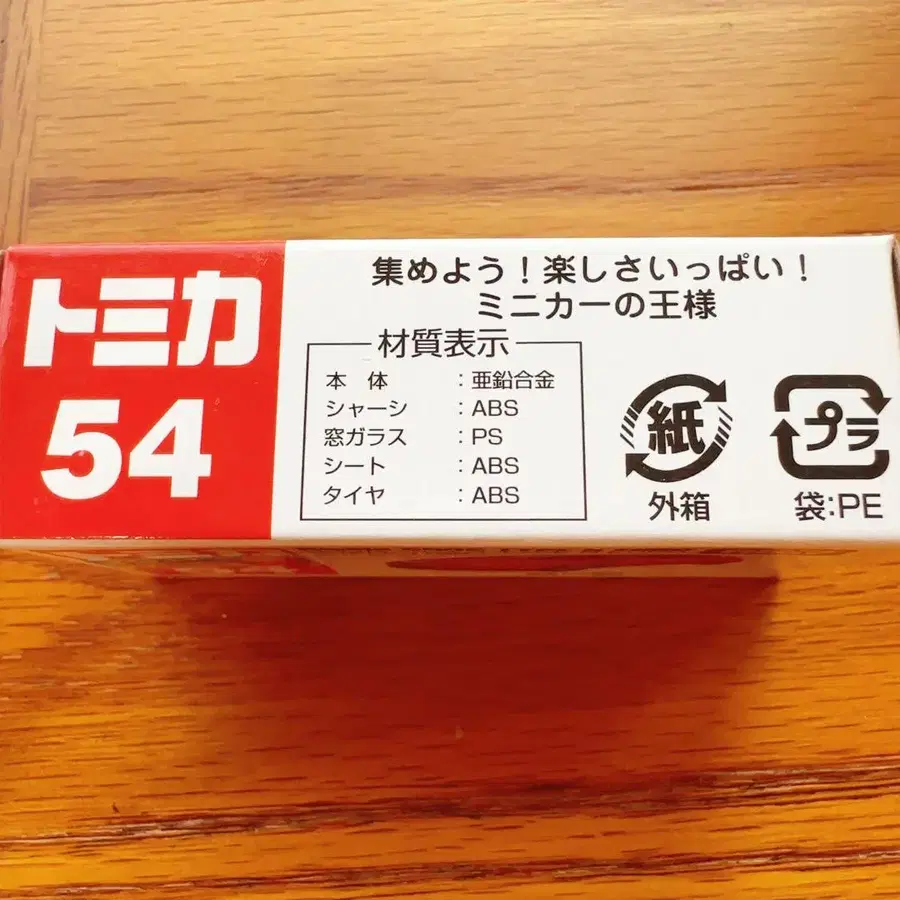 トミカ
54
集めよう！楽しさいっぱい！
ミニカーの王様
材質表示
本体 : 亜鉛合金
シャーシ : ABS
窓ガラス : PS
シート : ABS
タイヤ : ABS
紙
外箱
プラ
袋:PE